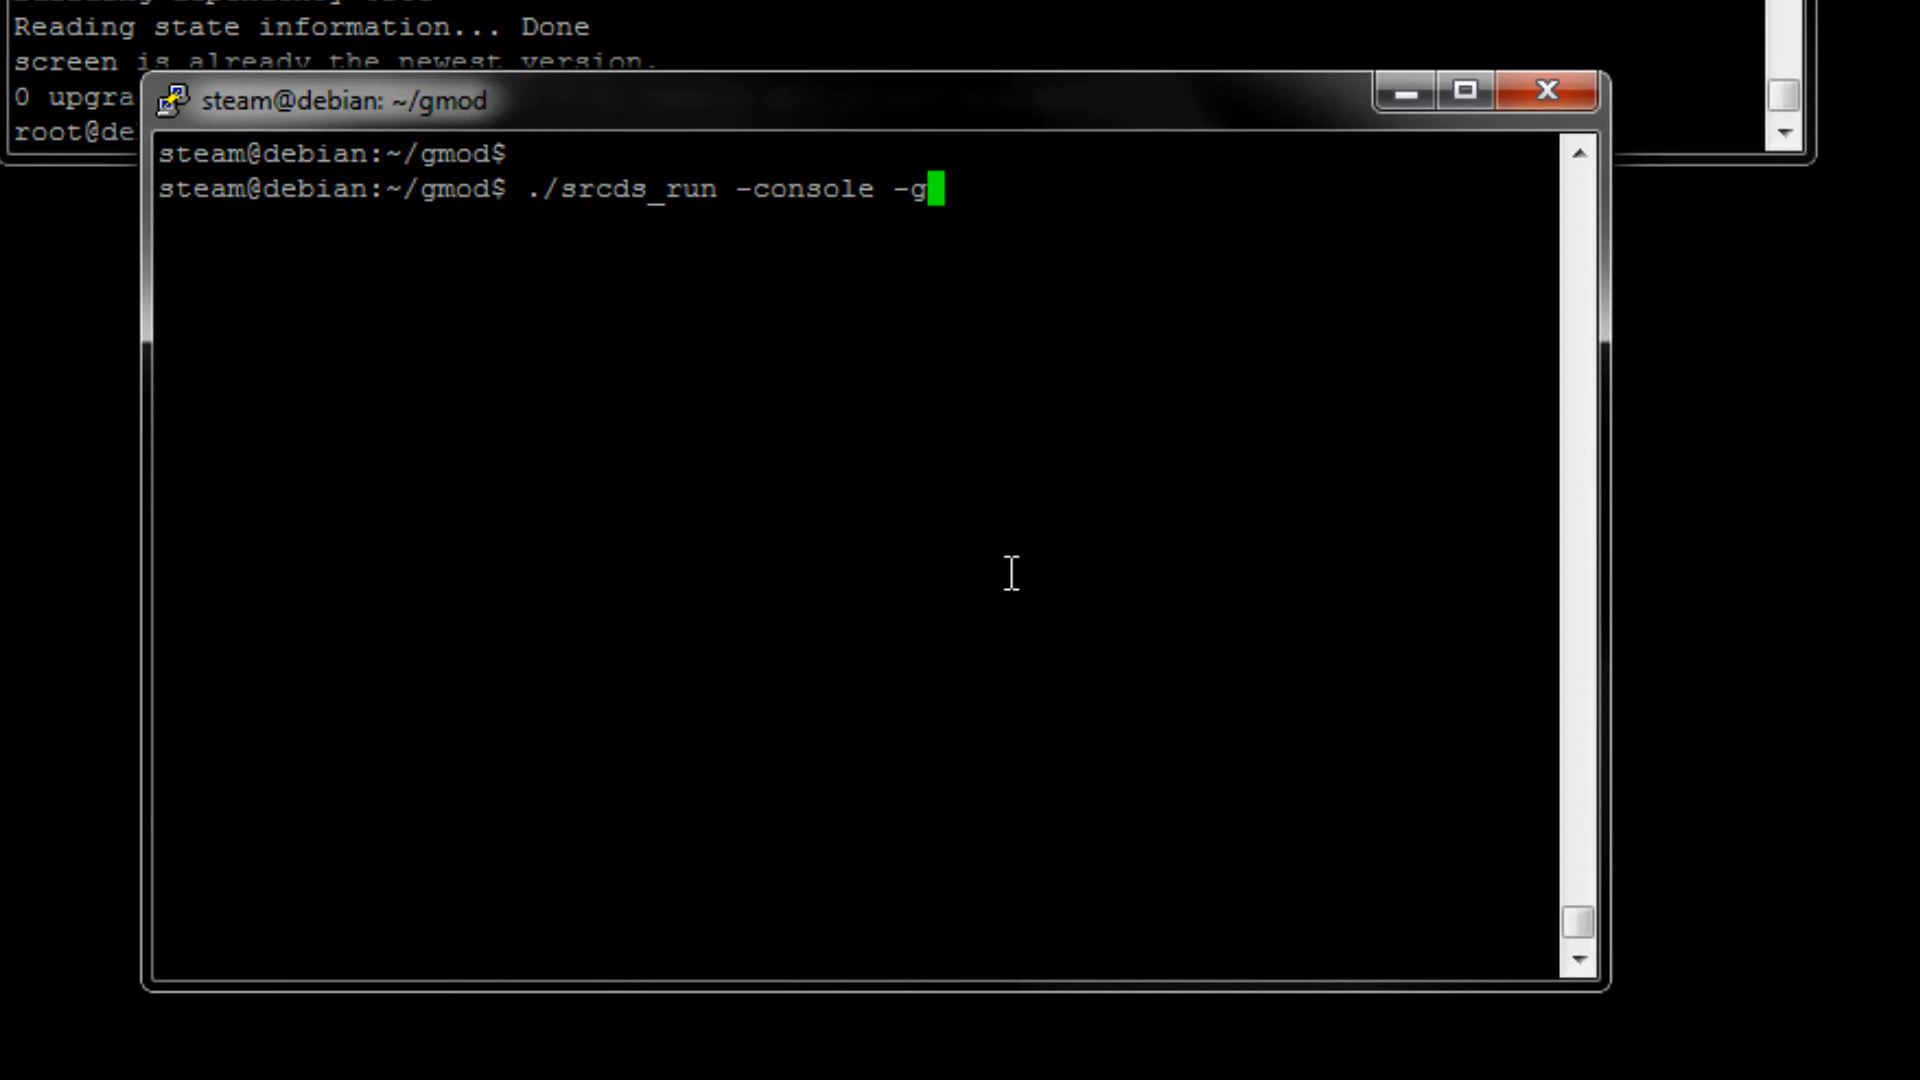 Reading state information... Done
screen is already the newest version.
0 upgra
root@de
steam@debian: ~/gmod
steam@debian:~/gmod$
steam@debian:~/gmod$ ./srcds_run -console -g